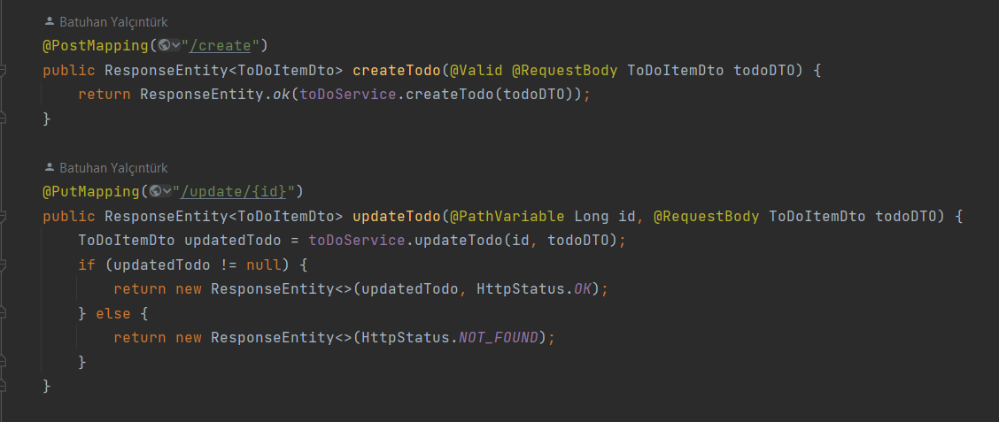 Batuhan Yalçıntürk
@PostMapping("/create")
public ResponseEntity<ToDoItemDto> createTodo(@Valid @RequestBody ToDoItemDto todoDTO) {
return ResponseEntity.ok(toDoService.createTodo(todoDTO));
}
Batuhan Yalçıntürk
@PutMapping("/update/{id}")
public ResponseEntity<ToDoItemDto> updateTodo(@PathVariable Long id, @RequestBody ToDoItemDto todoDTO) {
ToDoItemDto updatedTodo = toDoService.updateTodo(id, todoDTO);
if (updatedTodo != null) {
return new ResponseEntity<>(updatedTodo, HttpStatus.OK);
} else {
return new ResponseEntity<>(HttpStatus.NOT_FOUND);
}
}